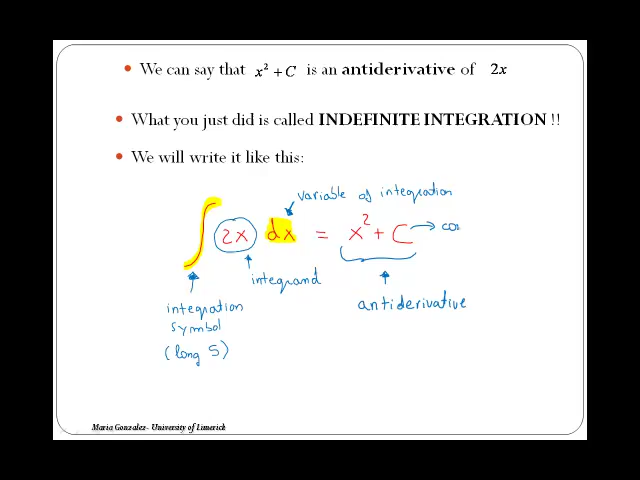 • We can say that x² + C is an antiderivative of 2x
• What you just did is called INDEFINITE INTEGRATION !!
• We will write it like this:
variable of integration
∫ 2x dx = x² + C → co
integrand
integration
symbol
(long S)
antiderivative
Maria Gonzalez - University of Limerick